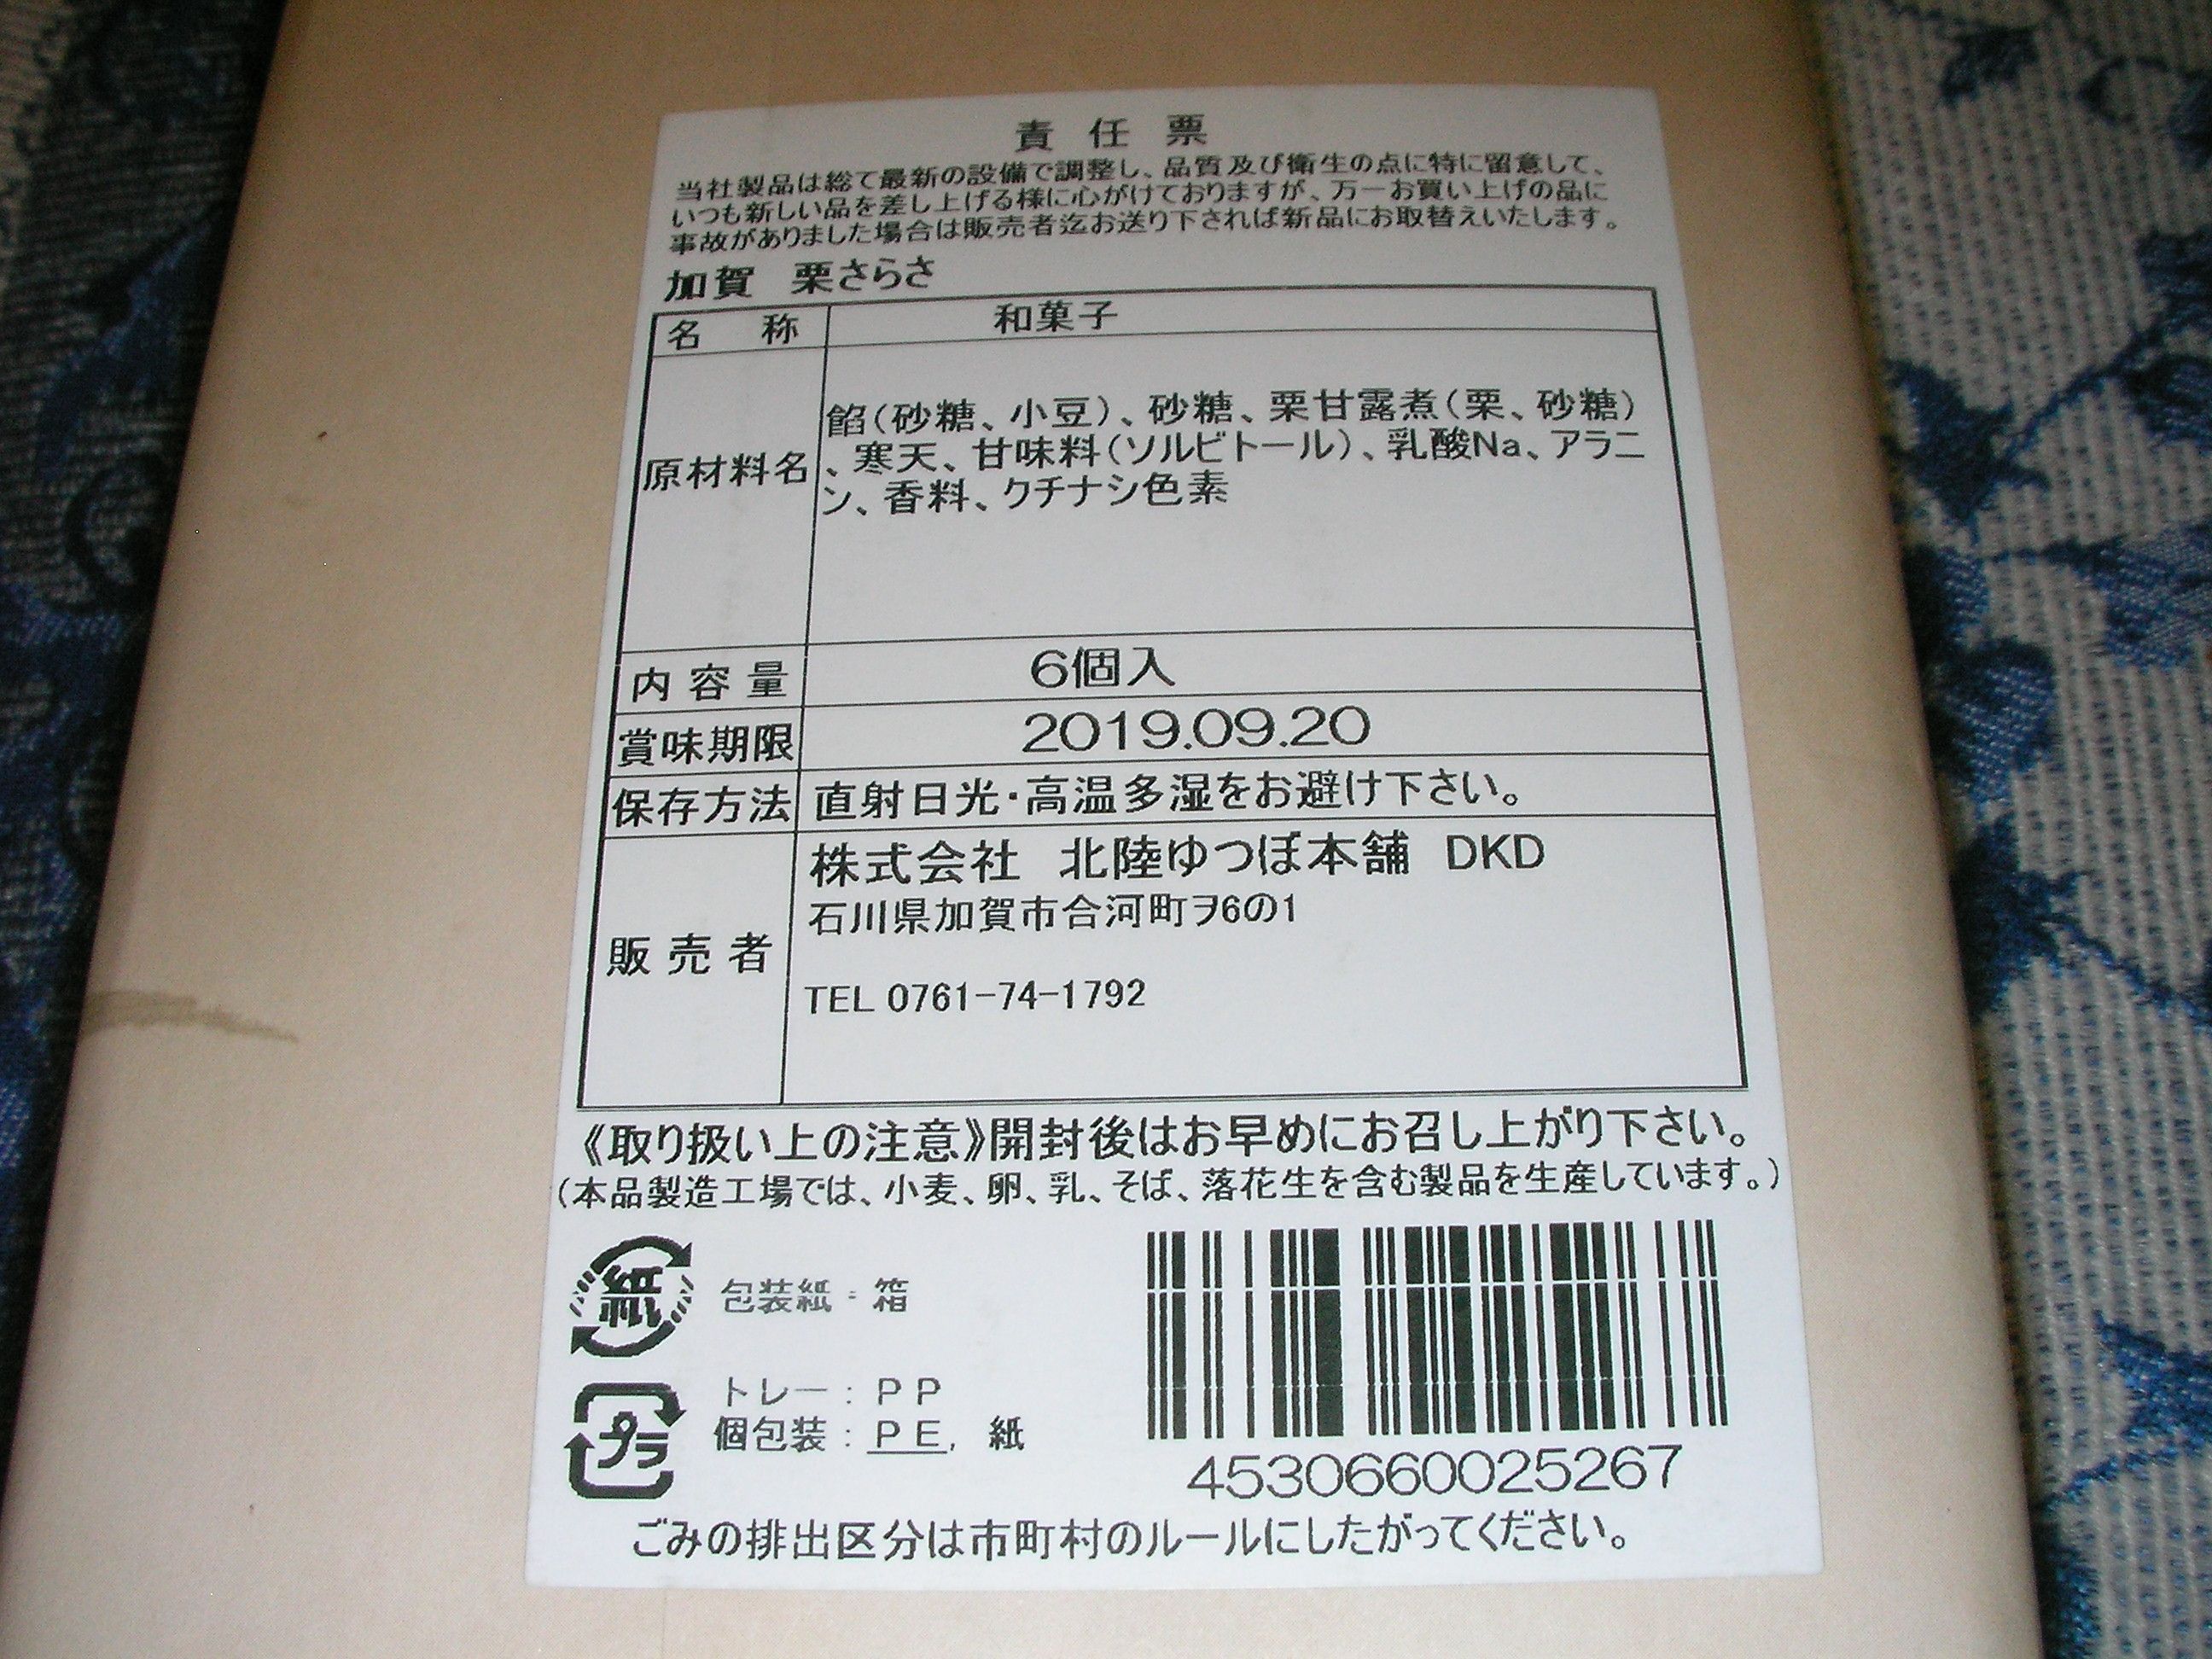 責任票
当社製品は総て最新の設備で調整し、品質及び衛生の点に特に留意して、
いつも新しい品を差し上げる様に心がけておりますが、万一お買い上げの品に
事故がありました場合は販売者迄お送り下されば新品にお取替えいたします。
加賀 栗さらさ
名称 和菓子
原材料名 餡(砂糖、小豆)、砂糖、栗甘露煮(栗、砂糖)
、寒天、甘味料(ソルビトール)、乳酸Na、アラニ
ン、香料、クチナシ色素
内容量 6個入
賞味期限 2019.09.20
保存方法 直射日光・高温多湿をお避け下さい。
販売者 株式会社 北陸ゆつぼ本舗 DKD
石川県加賀市合河町ヲ6の1
TEL 0761-74-1792
《取り扱い上の注意》開封後はお早めにお召し上がり下さい。
(本品製造工場では、小麦、卵、乳、そば、落花生を含む製品を生産しています。)
紙 包装紙・箱
プラ トレー:PP
個包装:PE, 紙
4530660025267
ごみの排出区分は市町村のルールにしたがってください。